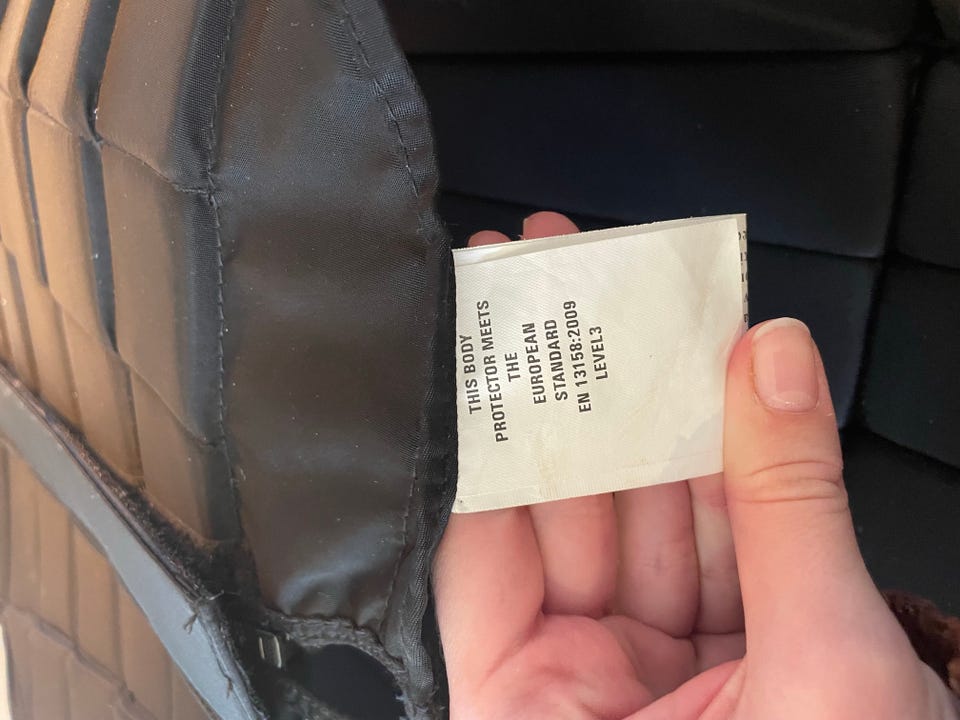 THIS BODY
PROTECTOR MEETS
THE
EUROPEAN
STANDARD
EN 13158:2009
LEVEL3